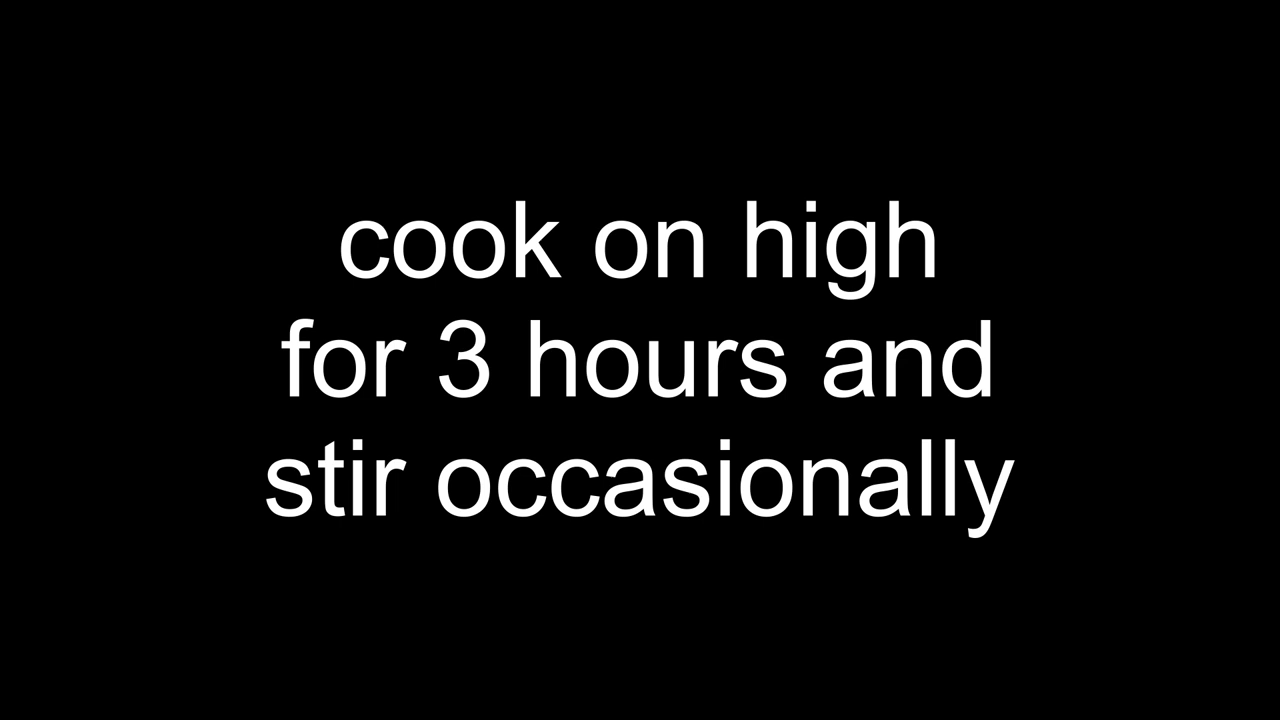 cook on high
for 3 hours and
stir occasionally